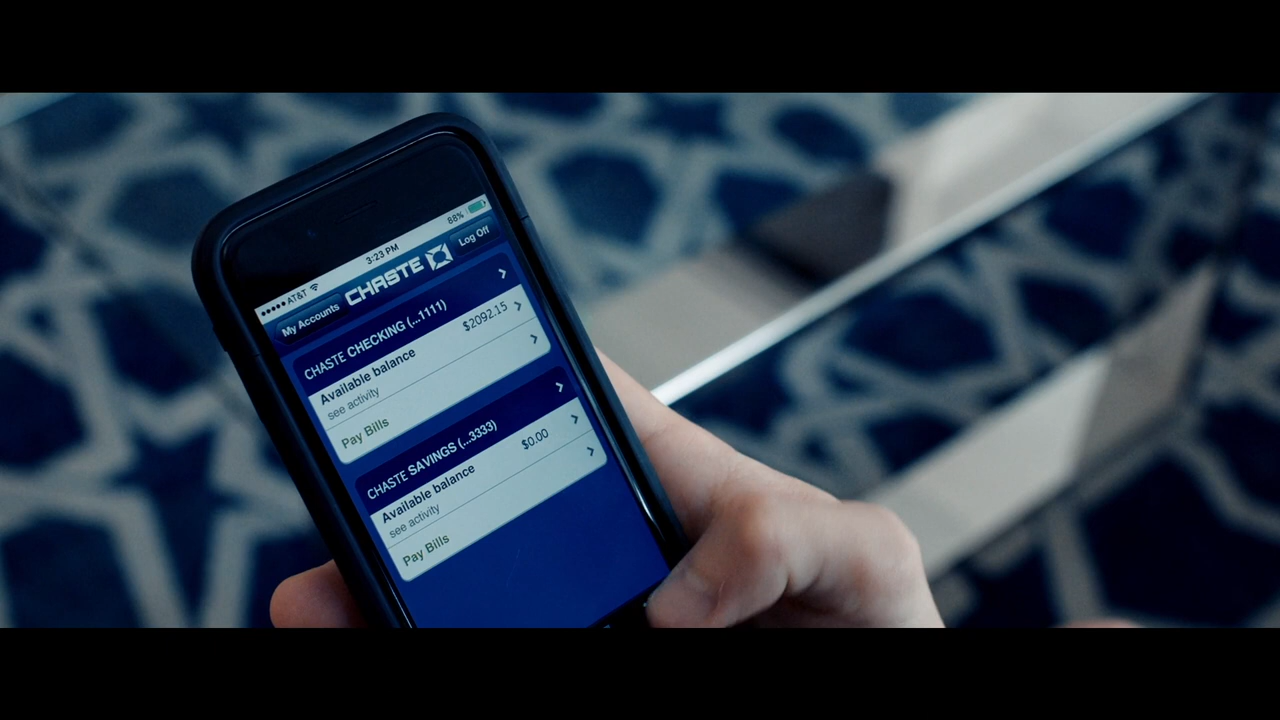 ●●●●● AT&T 3:23 PM 88%
My Accounts CHASTE Log Off
CHASTE CHECKING (...1111)
Available balance $2092.15
see activity
Pay Bills
CHASTE SAVINGS (...3333)
Available balance $0.00
see activity
Pay Bills